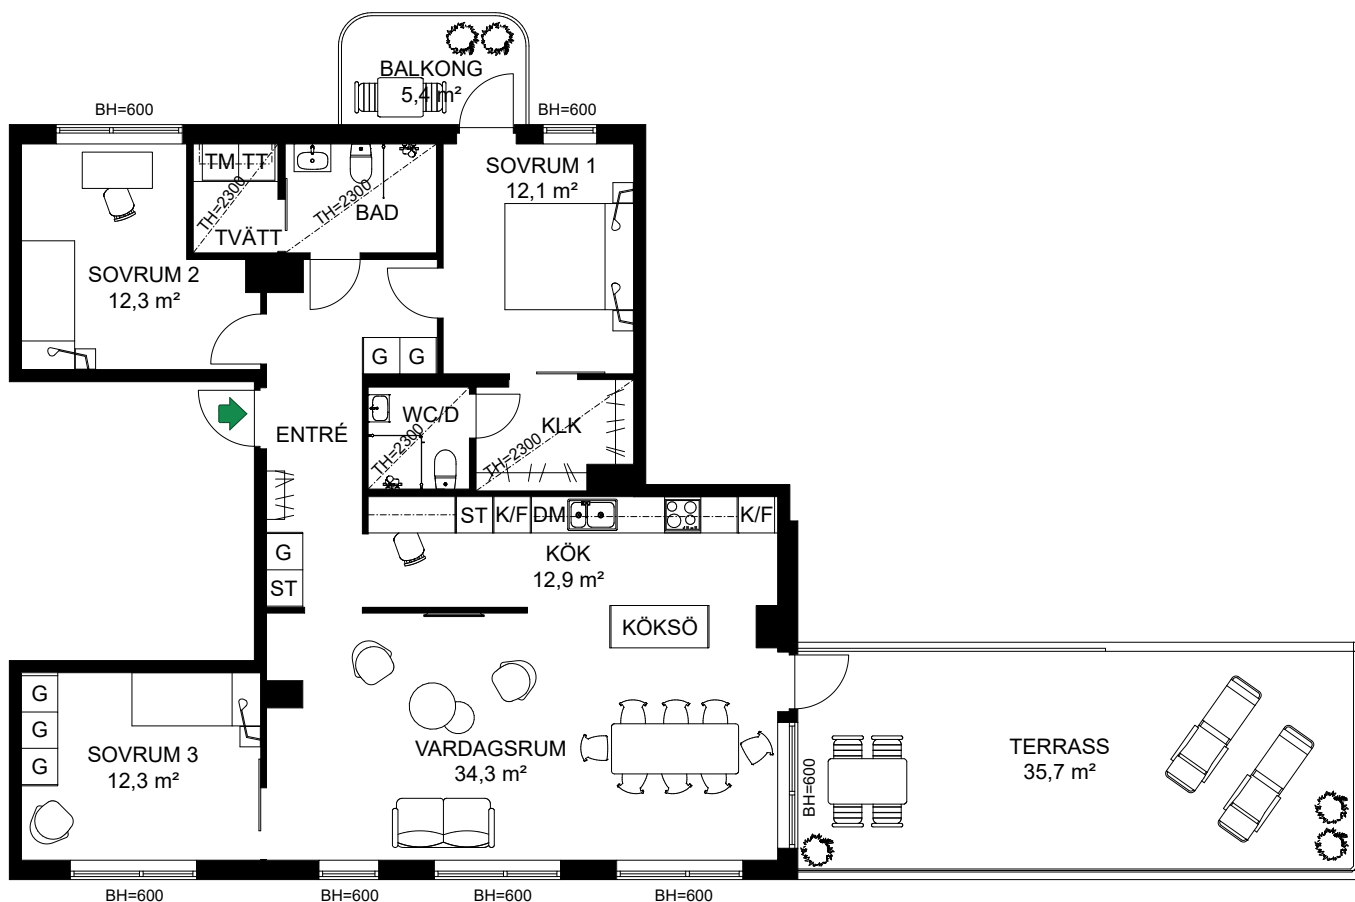 BALKONG
5,4 m²
BH=600
BH=600
TM TT
TH=2300
TVÄTT
TH=2300
BAD
SOVRUM 1
12,1 m²
SOVRUM 2
12,3 m²
G G
ENTRÉ
WC/D
TH=2300
KLK
TH=2300
ST K/F DM K/F
G
ST
KÖK
12,9 m²
KÖKSÖ
G
G
G
SOVRUM 3
12,3 m²
VARDAGSRUM
34,3 m²
BH=600
TERRASS
35,7 m²
BH=600
BH=600
BH=600
BH=600